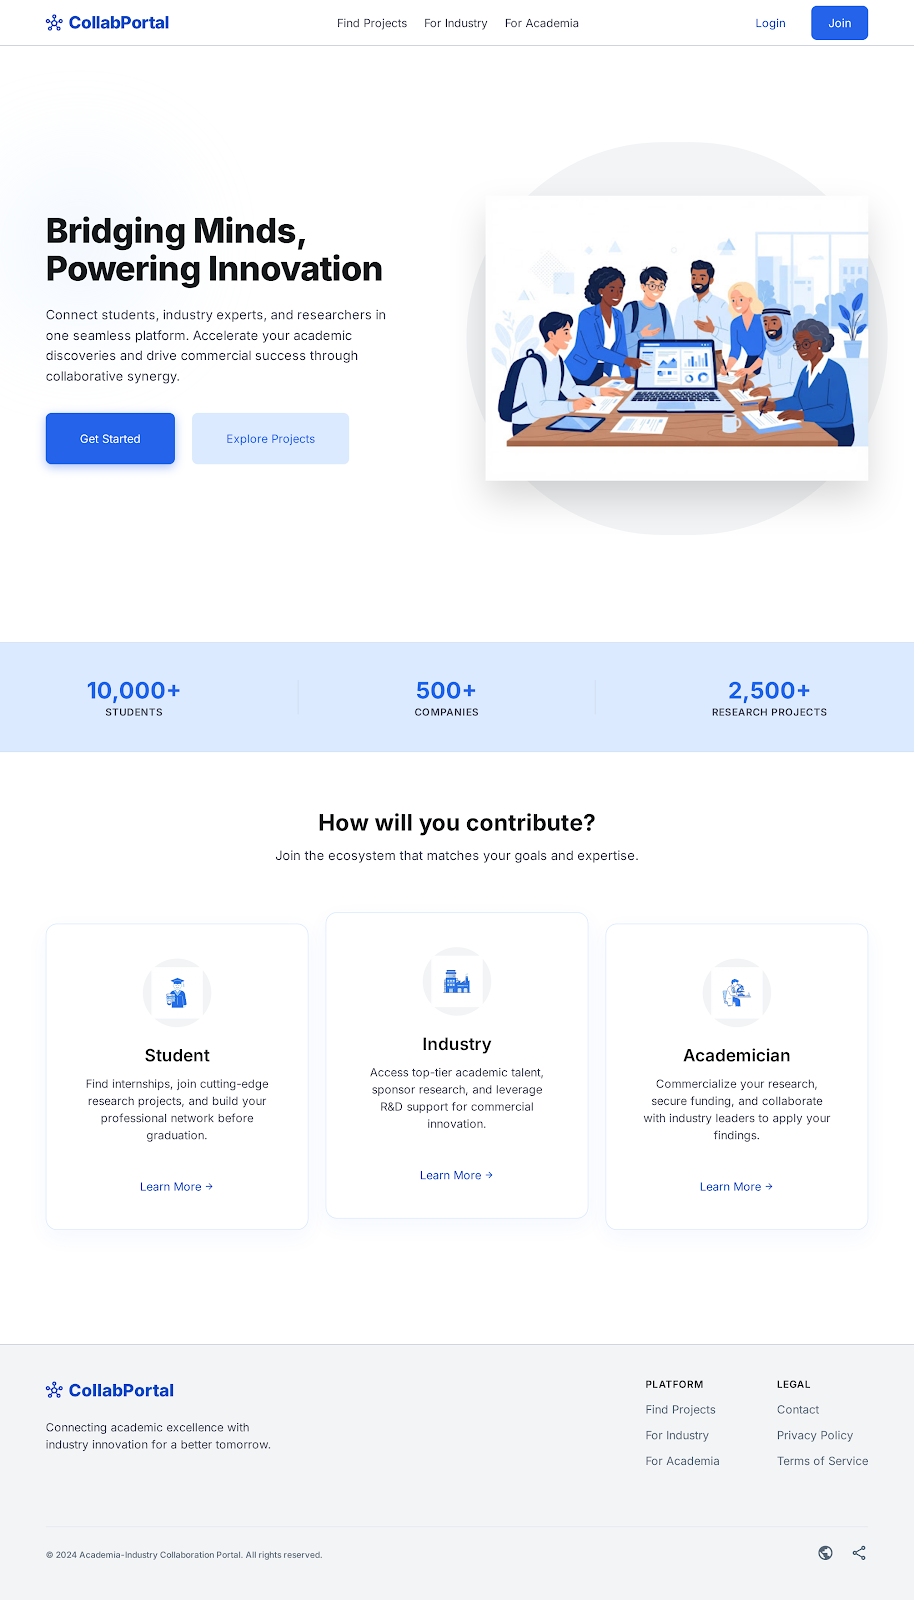 CollabPortal
Find Projects For Industry For Academia
Login
Join
Bridging Minds,
Powering Innovation
Connect students, industry experts, and researchers in
one seamless platform. Accelerate your academic
discoveries and drive commercial success through
collaborative synergy.
Get Started
Explore Projects
10,000+
STUDENTS
500+
COMPANIES
2,500+
RESEARCH PROJECTS
How will you contribute?
Join the ecosystem that matches your goals and expertise.
Student
Find internships, join cutting-edge
research projects, and build your
professional network before
graduation.
Learn More →
Industry
Access top-tier academic talent,
sponsor research, and leverage
R&D support for commercial
innovation.
Learn More →
Academician
Commercialize your research,
secure funding, and collaborate
with industry leaders to apply your
findings.
Learn More →
CollabPortal
Connecting academic excellence with
industry innovation for a better tomorrow.
PLATFORM
Find Projects
For Industry
For Academia
LEGAL
Contact
Privacy Policy
Terms of Service
© 2024 Academia-Industry Collaboration Portal. All rights reserved.